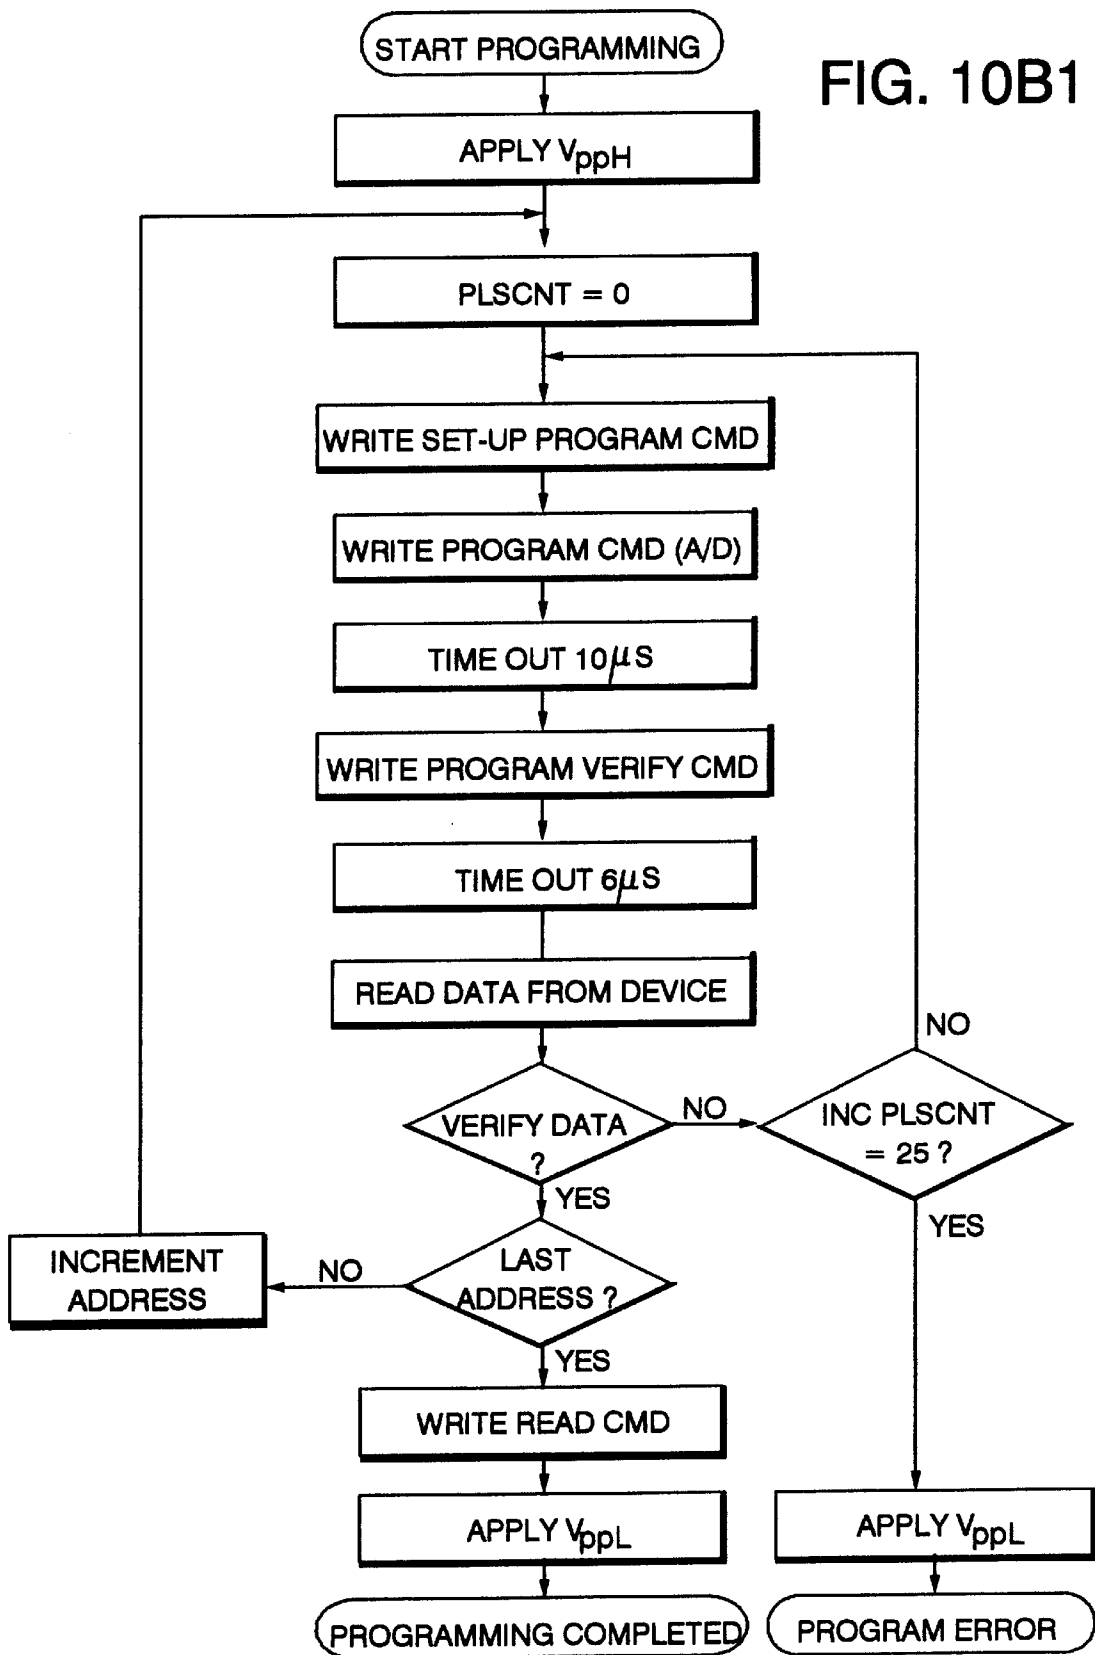 START PROGRAMMING
FIG. 10B1
APPLY VppH
PLSCNT = 0
WRITE SET-UP PROGRAM CMD
WRITE PROGRAM CMD (A/D)
TIME OUT 10μS
WRITE PROGRAM VERIFY CMD
TIME OUT 6μS
READ DATA FROM DEVICE
NO
VERIFY DATA
?
NO
INC PLSCNT
= 25 ?
YES
YES
INCREMENT
ADDRESS
NO
LAST
ADDRESS ?
YES
WRITE READ CMD
APPLY VppL
APPLY VppL
PROGRAMMING COMPLETED
PROGRAM ERROR